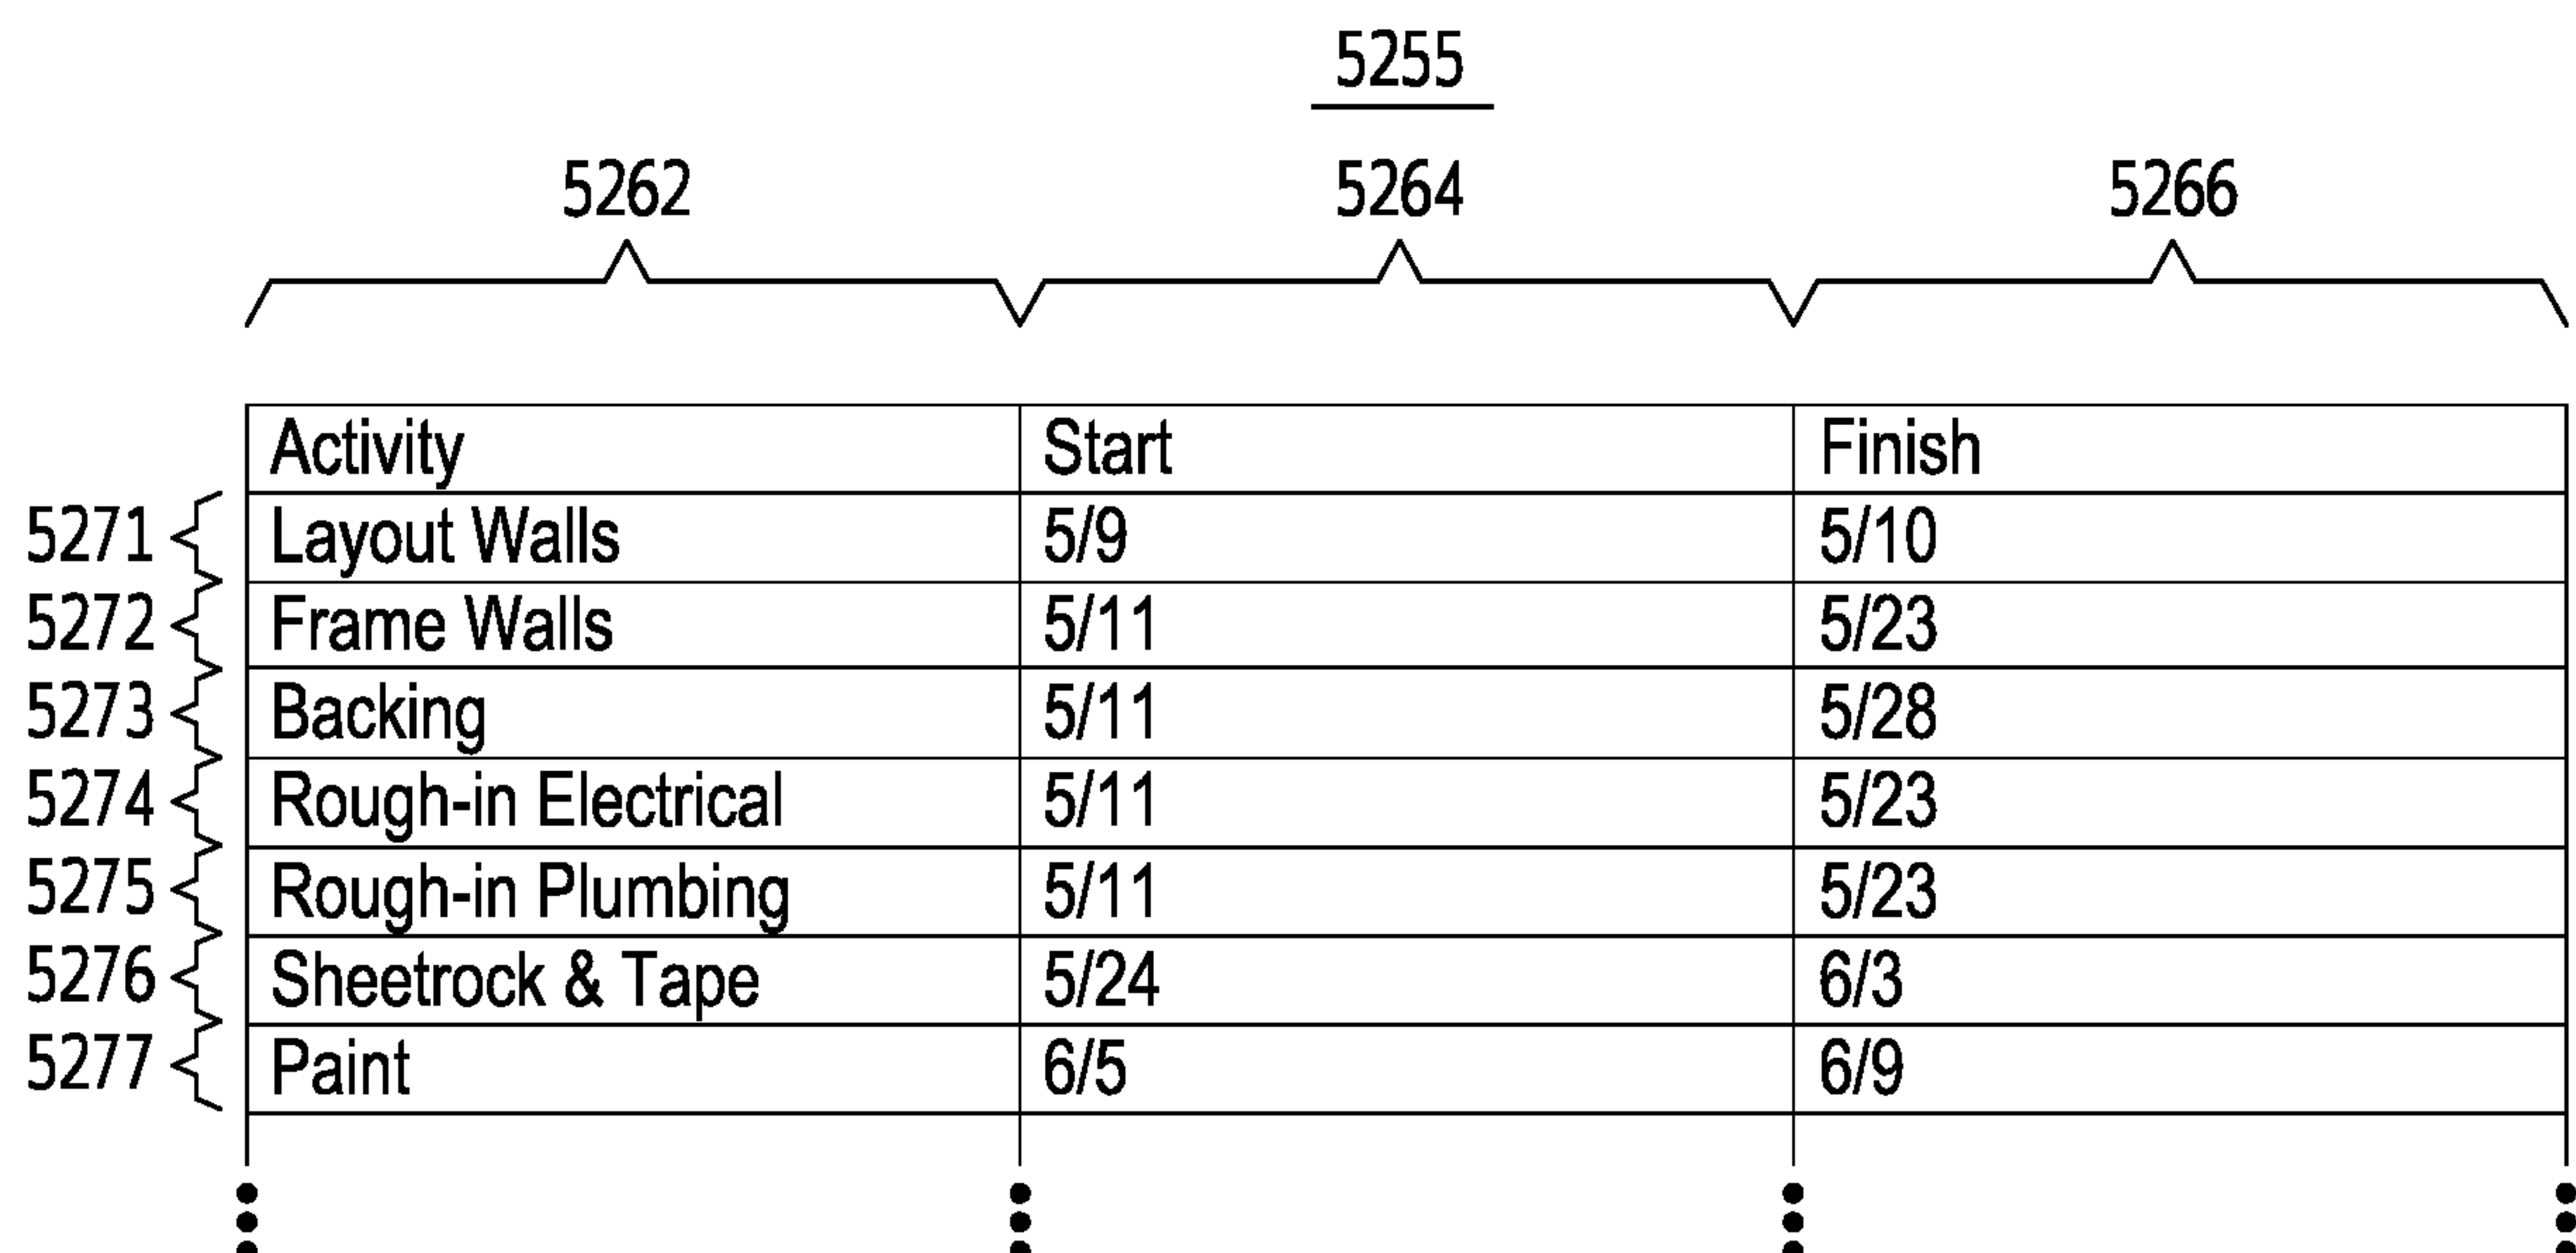 5255
5262 5264 5266
Activity Start Finish
5271 Layout Walls 5/9 5/10
5272 Frame Walls 5/11 5/23
5273 Backing 5/11 5/28
5274 Rough-in Electrical 5/11 5/23
5275 Rough-in Plumbing 5/11 5/23
5276 Sheetrock & Tape 5/24 6/3
5277 Paint 6/5 6/9